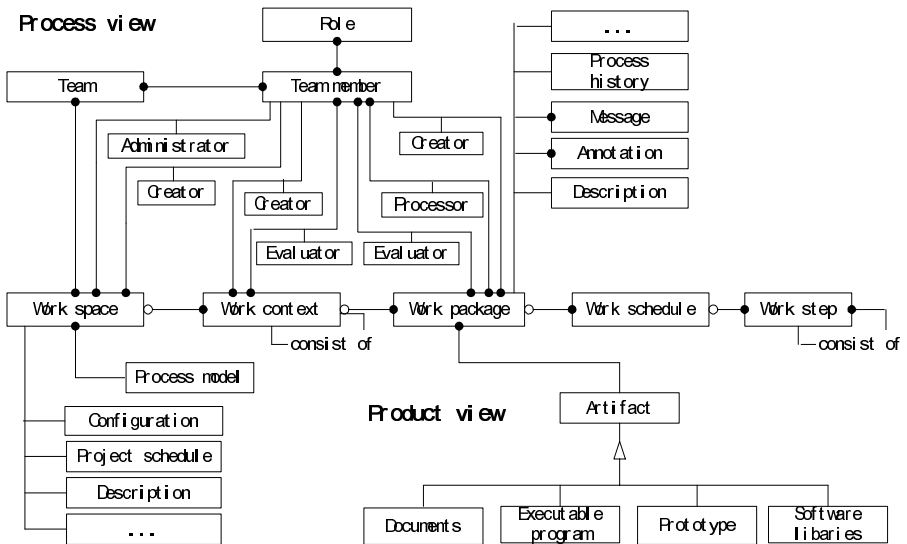 Process view
Role
...
Process
history
Team
Team member
Message
Administrator
Creator
Annotation
Creator
Creator
Processor
Description
Evaluator
Evaluator
Work space
Work context
Work package
Work schedule
Work step
consist of
consist of
Process model
Product view
Artifact
Configuration
Project schedule
Description
...
Documents
Executable
program
Prototype
Software
libaries